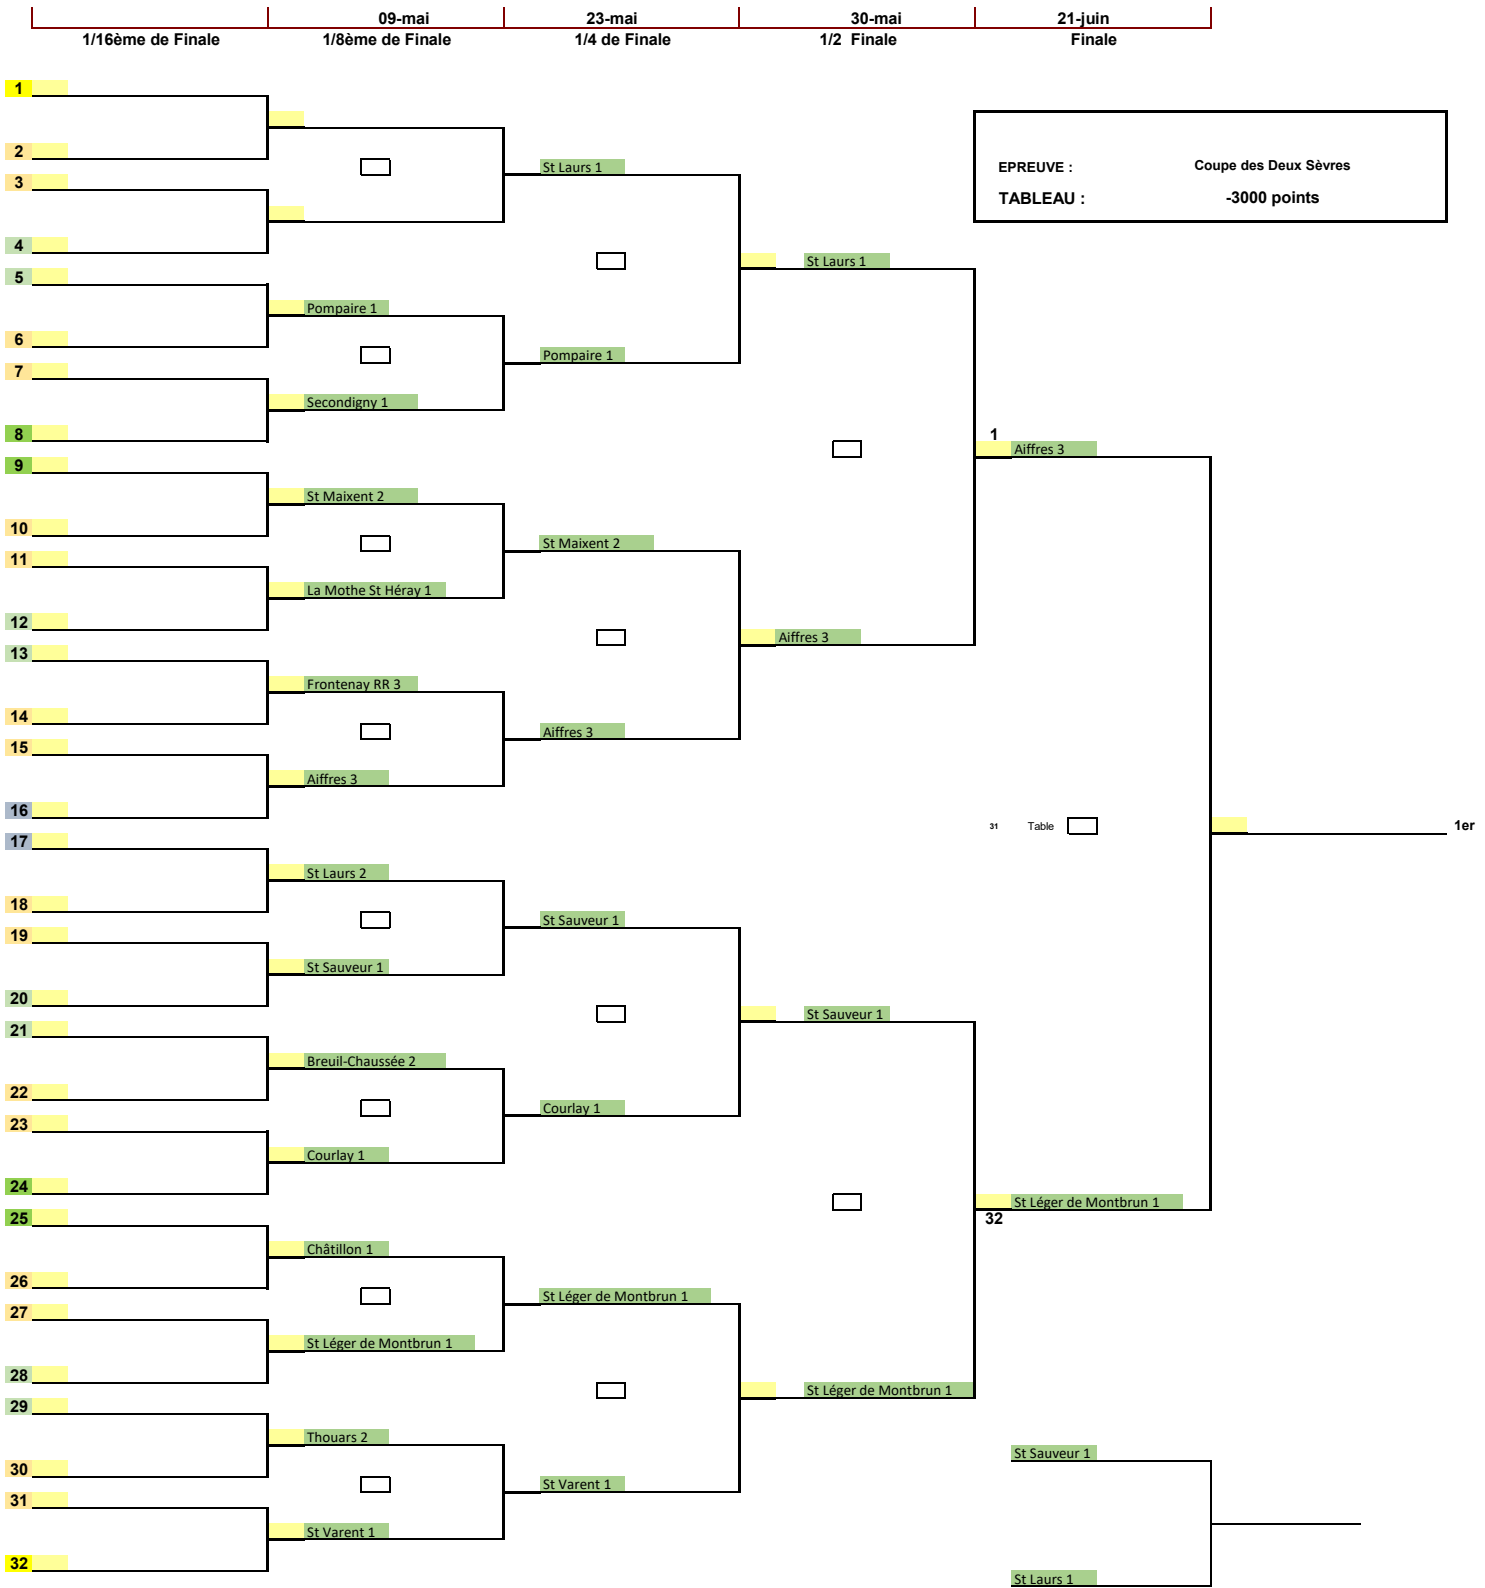 09-mai 23-mai 30-mai 21-juin
1/16ème de Finale 1/8ème de Finale 1/4 de Finale 1/2 Finale Finale
1
2
EPREUVE : Coupe des Deux Sèvres
St Laurs 1
3
TABLEAU : -3000 points
4
St Laurs 1
5
Pompaire 1
6
Pompaire 1
7
Secondigny 1
8
1
Aiffres 3
9
St Maixent 2
10
St Maixent 2
11
La Mothe St Héray 1
12
Aiffres 3
13
Frontenay RR 3
14
Aiffres 3
15
Aiffres 3
16
31 Table
1er
17
St Laurs 2
18
St Sauveur 1
19
St Sauveur 1
20
St Sauveur 1
21
Breuil-Chaussée 2
22
Courlay 1
23
Courlay 1
24
St Léger de Montbrun 1
25 32
Châtillon 1
26
St Léger de Montbrun 1
27
St Léger de Montbrun 1
28
St Léger de Montbrun 1
29
Thouars 2
St Sauveur 1
30
St Varent 1
31
St Varent 1
32
St Laurs 1